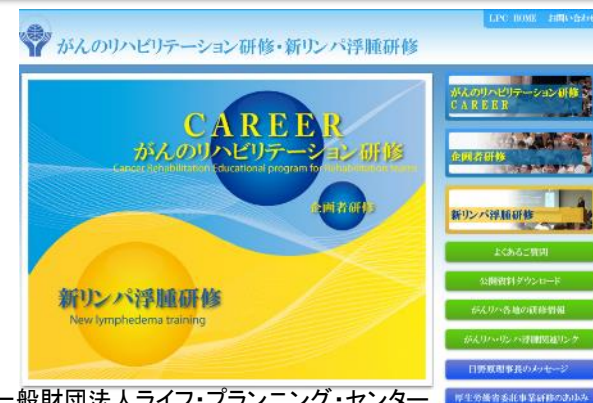 LPC HOME お問い合わせ
がんのリハビリテーション研修・新リンパ浮腫研修
CAREER
がんのリハビリテーション研修
Cancer Rehabilitation Educational program for Rehabilitation teams
企画者研修
新リンパ浮腫研修
New lymphedema training
がんのリハビリテーション研修
CAREER
企画者研修
新リンパ浮腫研修
よくあるご質問
公開資料ダウンロード
がんリハ各地の研修情報
がんリハ・リンパ浮腫関連リンク
日野原理事長のメッセージ
厚生労働省委託事業研修のあゆみ
一般財団法人ライフ・プランニング・センター